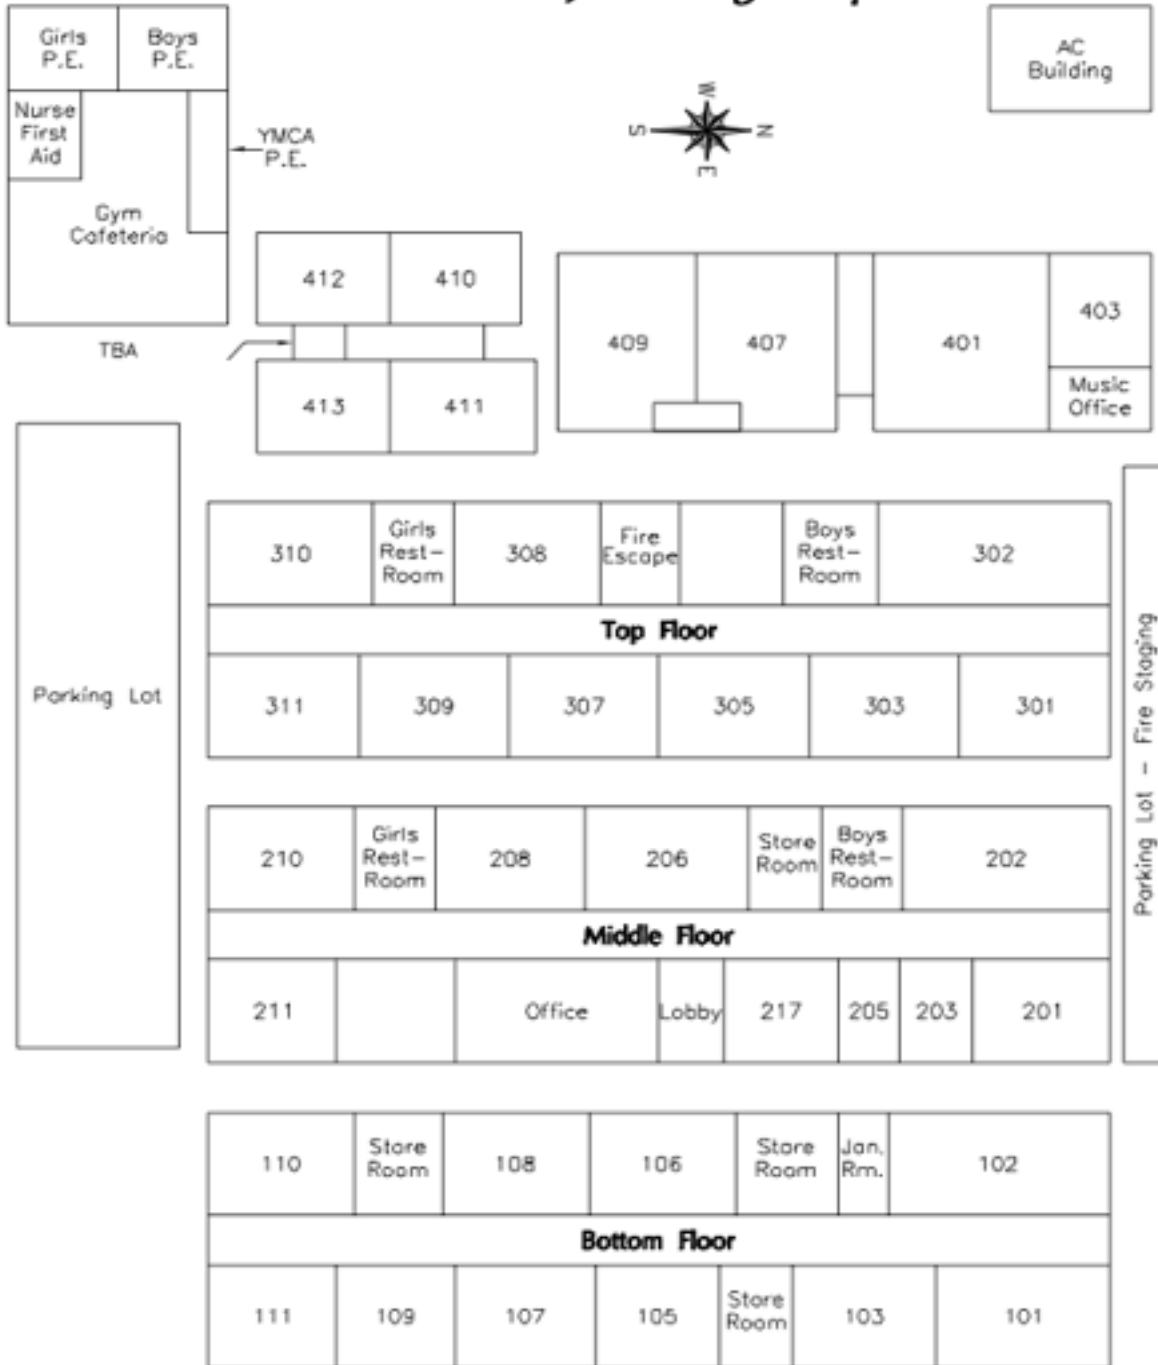 Girls
P.E.
Boys
P.E.
AC
Building
Nurse
First
Aid
YMCA
P.E.
W
S
N
E
Gym
Cafeteria
412
410
TBA
413
411
409
407
401
403
Music
Office
Parking Lot
310
Girls
Rest-
Room
308
Fire
Escape
Boys
Rest-
Room
302
Top Floor
311
309
307
305
303
301
Parking Lot - Fire Staging
210
Girls
Rest-
Room
208
206
Store
Room
Boys
Rest-
Room
202
Middle Floor
211
Office
Lobby
217
205
203
201
110
Store
Room
108
106
Store
Room
Jan.
Rm.
102
Bottom Floor
111
109
107
105
Store
Room
103
101